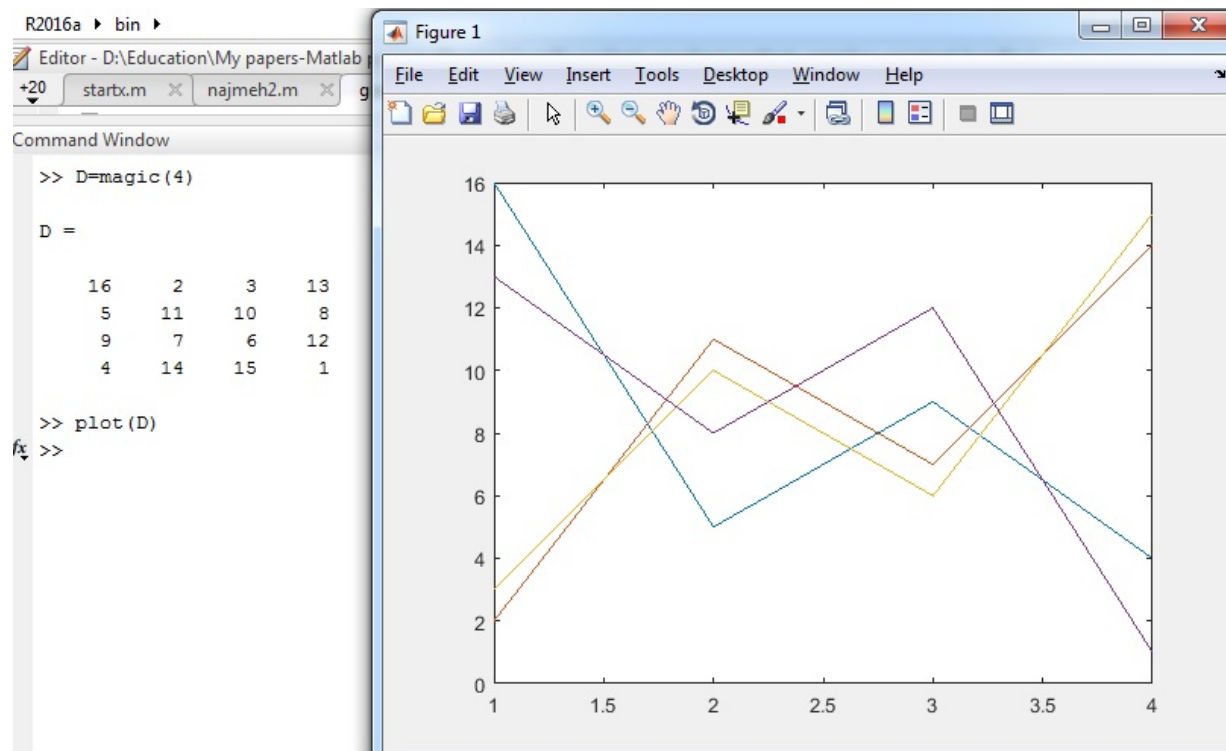 R2016a ▸ bin ▸
Editor - D:\Education\My papers-Matlab
+20 startx.m najmeh2.m g
Command Window
>> D=magic(4)
D =
16 2 3 13
5 11 10 8
9 7 6 12
4 14 15 1
>> plot(D)
fx >>
Figure 1
File Edit View Insert Tools Desktop Window Help
16
14
12
10
8
6
4
2
0
1 1.5 2 2.5 3 3.5 4